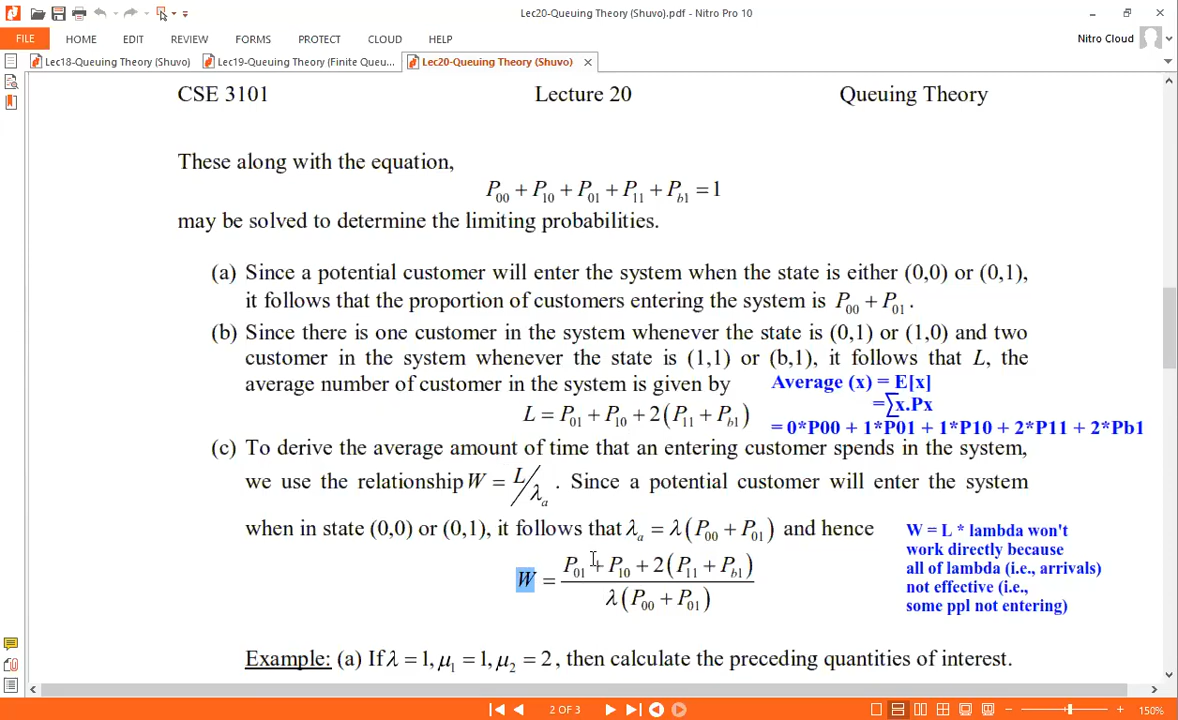 Lec20-Queuing Theory (Shuvo).pdf - Nitro Pro 10
FILE HOME EDIT REVIEW FORMS PROTECT CLOUD HELP
Nitro Cloud
Lec18-Queuing Theory (Shuvo) Lec19-Queuing Theory (Finite Queu... Lec20-Queuing Theory (Shuvo)
CSE 3101 Lecture 20 Queuing Theory
These along with the equation,
P₀₀ + P₁₀ + P₀₁ + P₁₁ + P_b1 = 1
may be solved to determine the limiting probabilities.
(a) Since a potential customer will enter the system when the state is either (0,0) or (0,1),
it follows that the proportion of customers entering the system is P₀₀ + P₀₁ .
(b) Since there is one customer in the system whenever the state is (0,1) or (1,0) and two
customer in the system whenever the state is (1,1) or (b,1), it follows that L, the
average number of customer in the system is given by
L = P₀₁ + P₁₀ + 2(P₁₁ + P_b1)
Average (x) = E[x]
=∑x.Px
= 0*P00 + 1*P01 + 1*P10 + 2*P11 + 2*Pb1
(c) To derive the average amount of time that an entering customer spends in the system,
we use the relationship W = L/λₐ . Since a potential customer will enter the system
when in state (0,0) or (0,1), it follows that λₐ = λ(P₀₀ + P₀₁) and hence
W = P₀₁ + P₁₀ + 2(P₁₁ + P_b1) / λ(P₀₀ + P₀₁)
W = L * lambda won't
work directly because
all of lambda (i.e., arrivals)
not effective (i.e.,
some ppl not entering)
Example: (a) If λ = 1, μ₁ = 1, μ₂ = 2, then calculate the preceding quantities of interest.
2 OF 3
150%